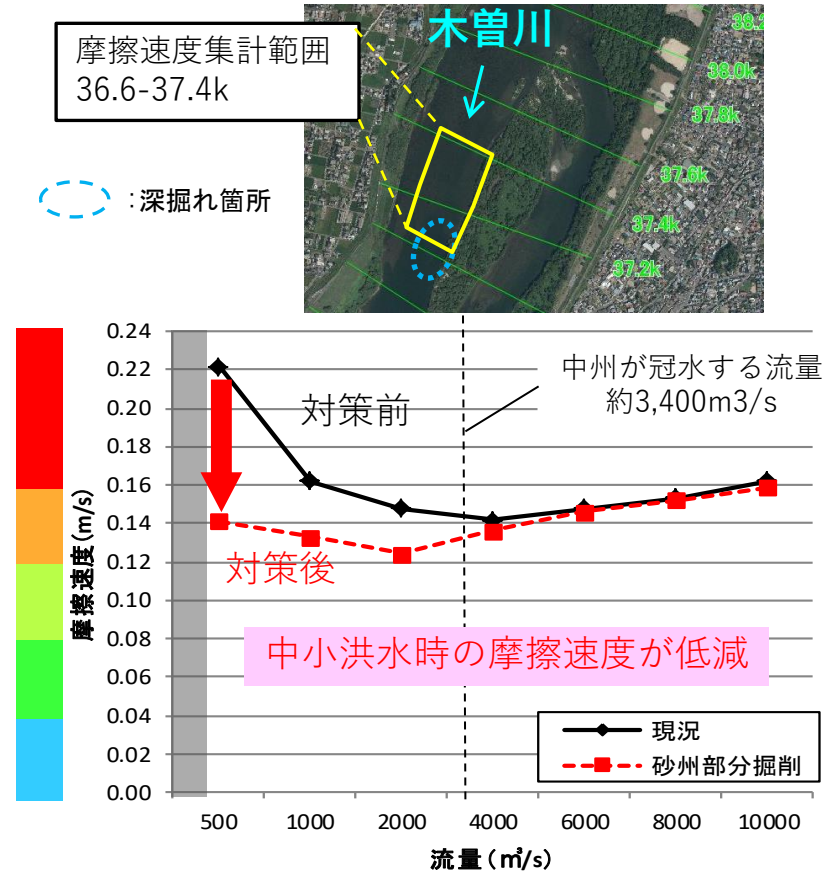 摩擦速度集計範囲
36.6-37.4k
木曽川
38.0k
37.8k
37.6k
37.4k
37.2k
：深掘れ箇所
摩擦速度(m/s)
0.24
0.22
0.20
0.18
0.16
0.14
0.12
0.10
0.08
0.06
0.04
0.02
0.00
対策前
中州が冠水する流量
約3,400m3/s
対策後
中小洪水時の摩擦速度が低減
現況
砂州部分掘削
500 1000 2000 4000 6000 8000 10000
流量(㎥/s)